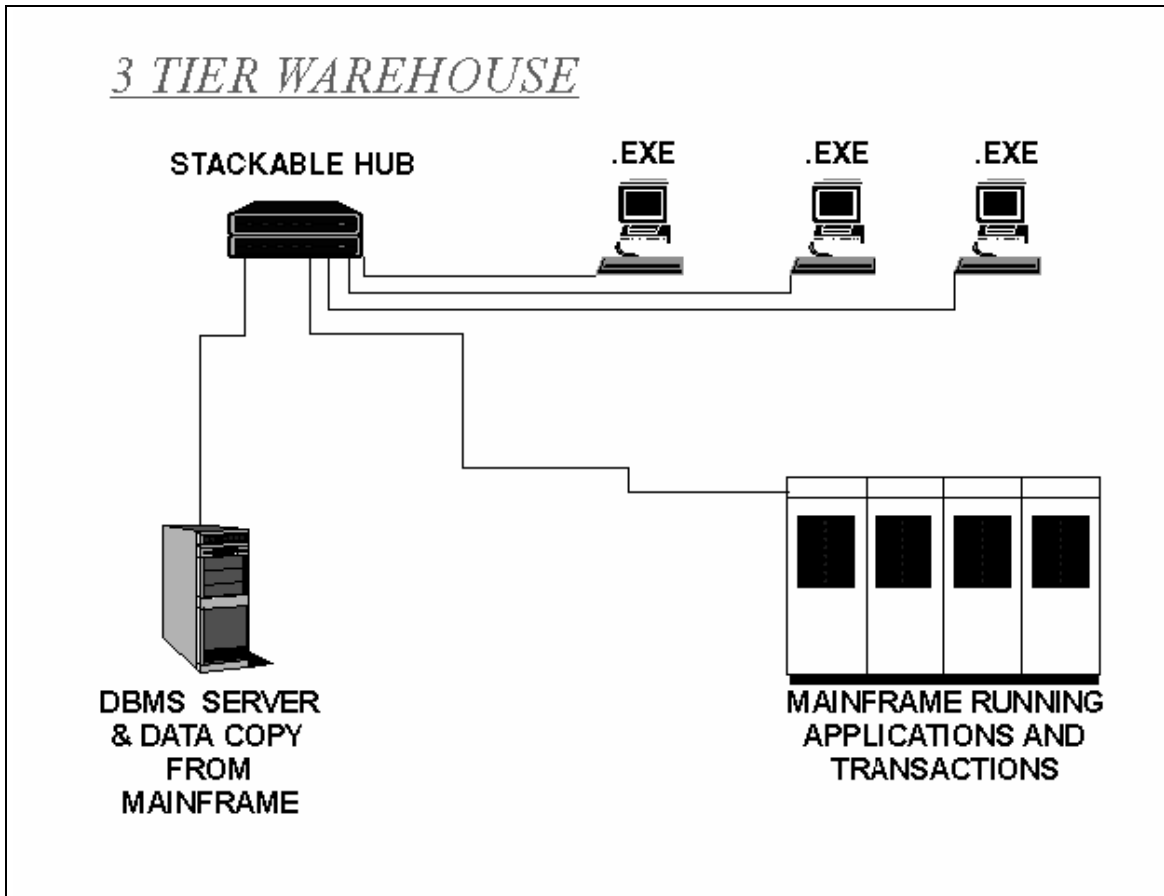 3 TIER WAREHOUSE
STACKABLE HUB
.EXE
.EXE
.EXE
DBMS SERVER
& DATA COPY
FROM
MAINFRAME
MAINFRAME RUNNING
APPLICATIONS AND
TRANSACTIONS